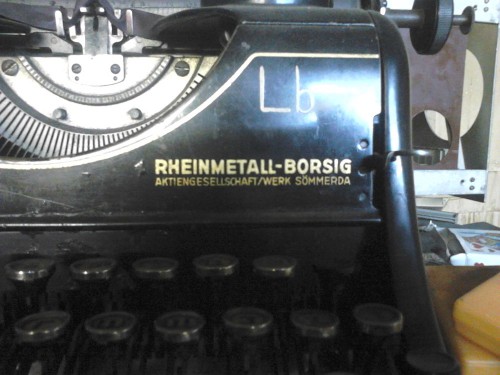 Lb
RHEINMETALL-BORSIG
AKTIENGESELLSCHAFT/WERK SÖMMERDA